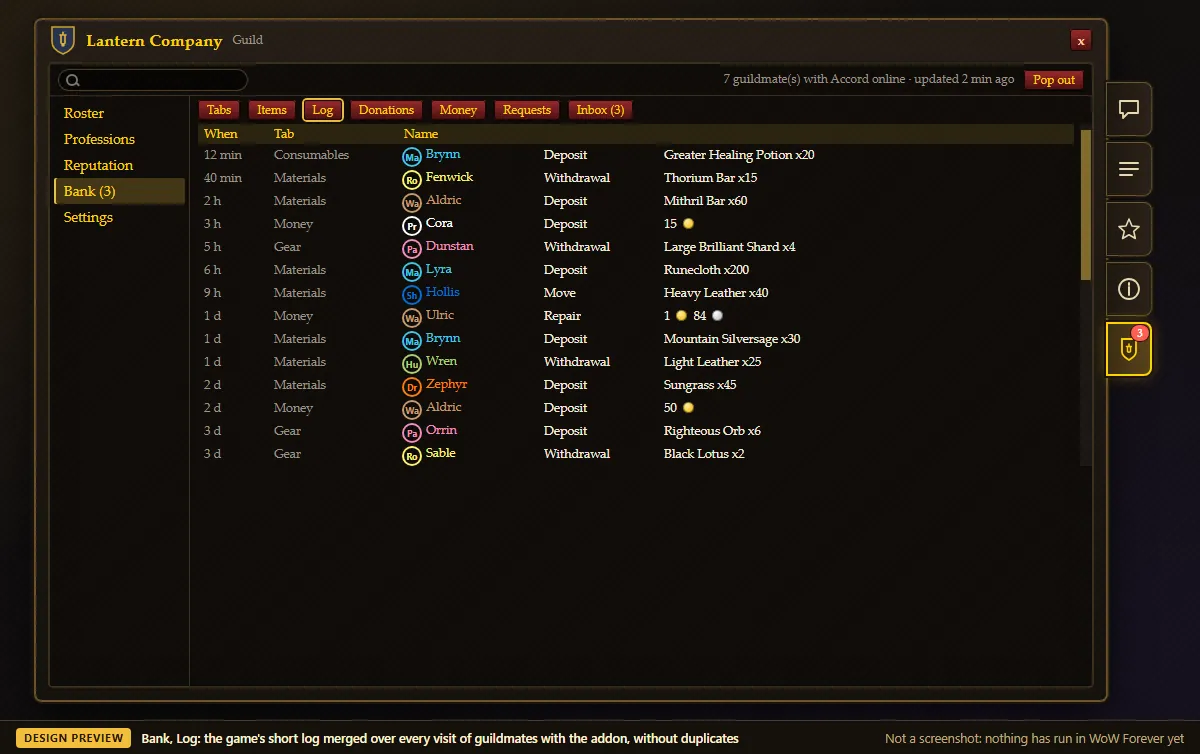 Lantern Company Guild
x
7 guildmate(s) with Accord online · updated 2 min ago Pop out
Roster
Professions
Reputation
Bank (3)
Settings
Tabs Items Log Donations Money Requests Inbox (3)
When Tab Name
12 min Consumables Ma Brynn Deposit Greater Healing Potion x20
40 min Materials Ro Fenwick Withdrawal Thorium Bar x15
2 h Materials Wa Aldric Deposit Mithril Bar x60
3 h Money Pr Cora Deposit 15
5 h Gear Pa Dunstan Withdrawal Large Brilliant Shard x4
6 h Materials Ma Lyra Deposit Runecloth x200
9 h Materials Sh Hollis Move Heavy Leather x40
1 d Money Wa Ulric Repair 1 84
1 d Materials Ma Brynn Deposit Mountain Silversage x30
1 d Materials Hu Wren Withdrawal Light Leather x25
2 d Materials Dr Zephyr Deposit Sungrass x45
2 d Money Wa Aldric Deposit 50
3 d Gear Pa Orrin Deposit Righteous Orb x6
3 d Gear Ro Sable Withdrawal Black Lotus x2
3
DESIGN PREVIEW Bank, Log: the game's short log merged over every visit of guildmates with the addon, without duplicates Not a screenshot: nothing has run in WoW Forever yet